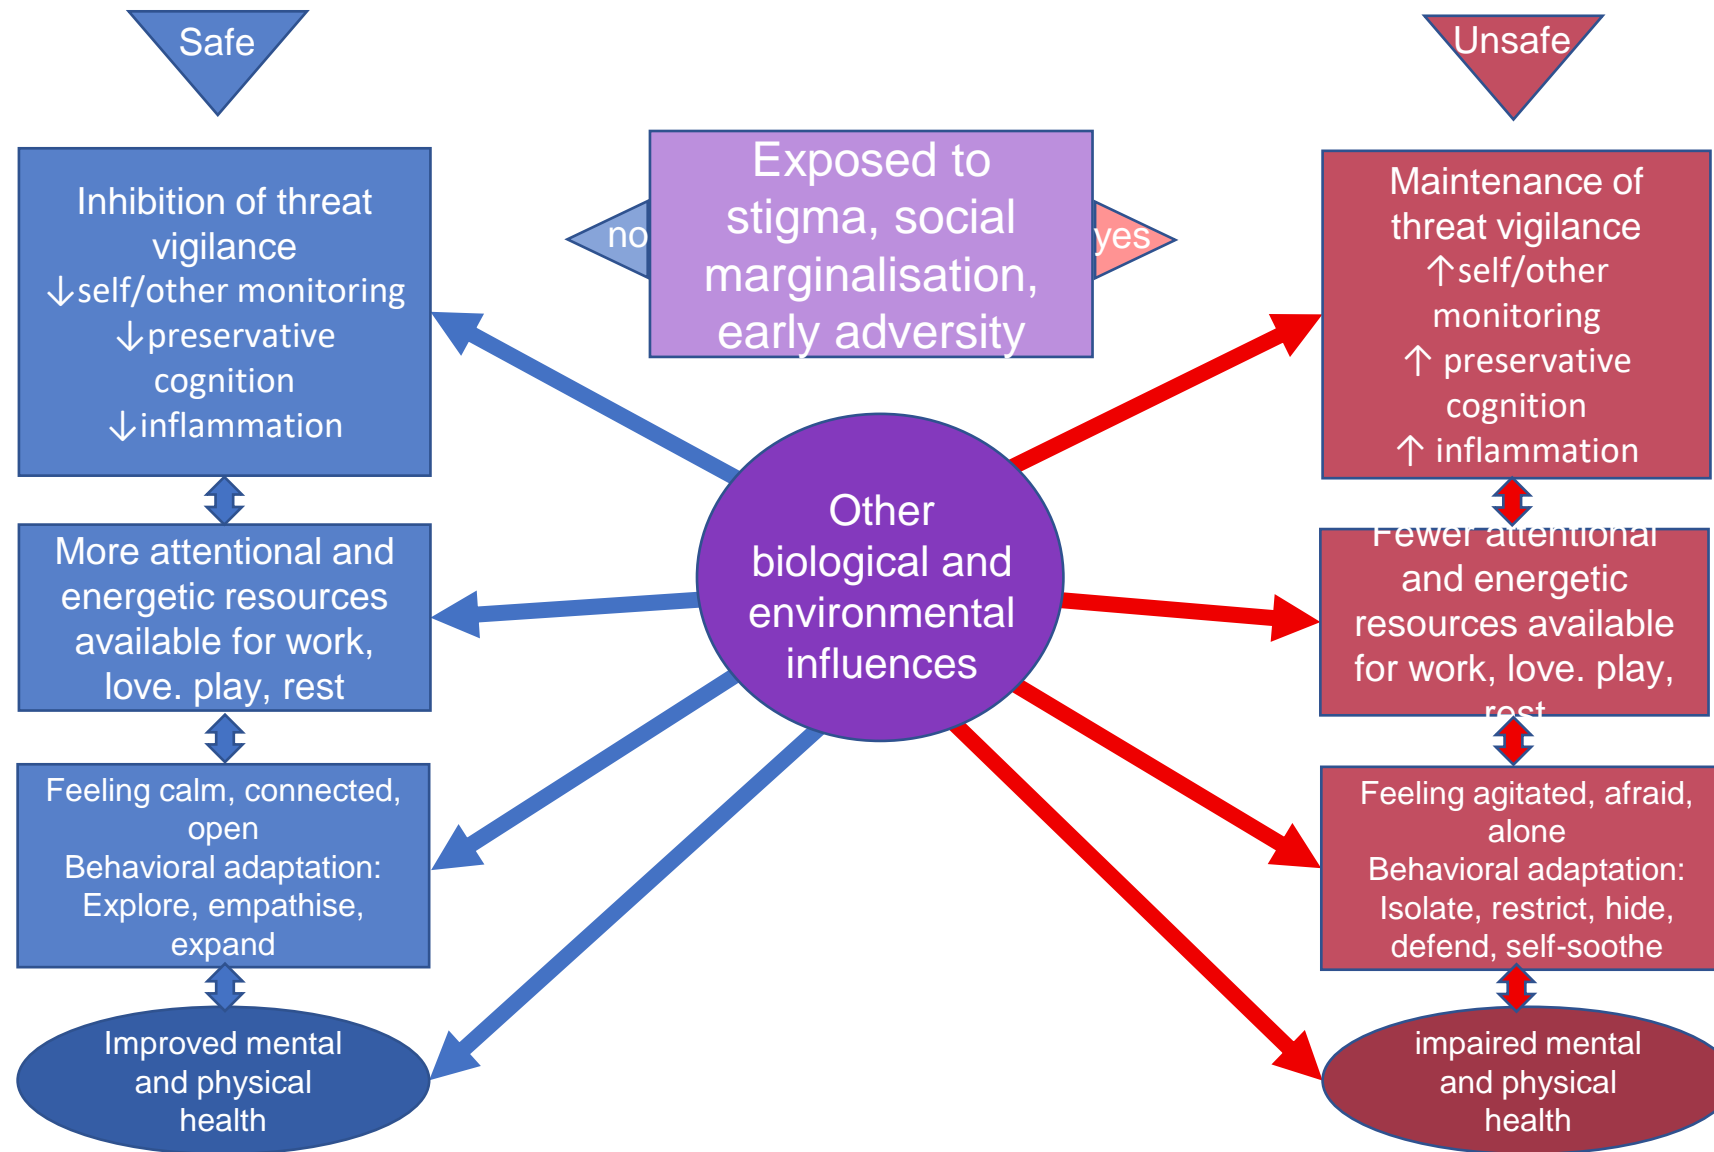 Safe
Unsafe
Exposed to
stigma, social
marginalisation,
early adversity
no
yes
Inhibition of threat
vigilance
↓self/other monitoring
↓preservative
cognition
↓inflammation
Maintenance of
threat vigilance
↑self/other
monitoring
↑ preservative
cognition
↑ inflammation
Other
biological and
environmental
influences
More attentional and
energetic resources
available for work,
love. play, rest
Fewer attentional
and energetic
resources available
for work, love. play,
rest
Feeling calm, connected,
open
Behavioral adaptation:
Explore, empathise,
expand
Feeling agitated, afraid,
alone
Behavioral adaptation:
Isolate, restrict, hide,
defend, self-soothe
Improved mental
and physical
health
impaired mental
and physical
health